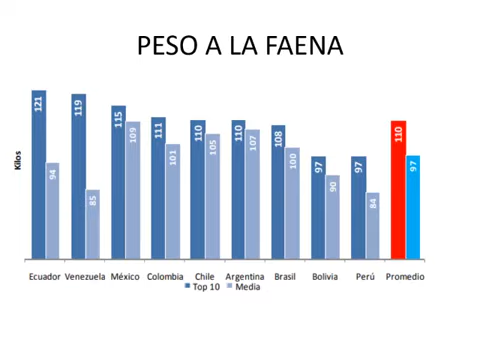 PESO A LA FAENA
Kilos
121 94 119 85 115 109 111 101 110 105 110 107 108 100 97 90 97 84 110 97
Ecuador Venezuela México Colombia Chile Argentina Brasil Bolivia Perú Promedio
Top 10 Media